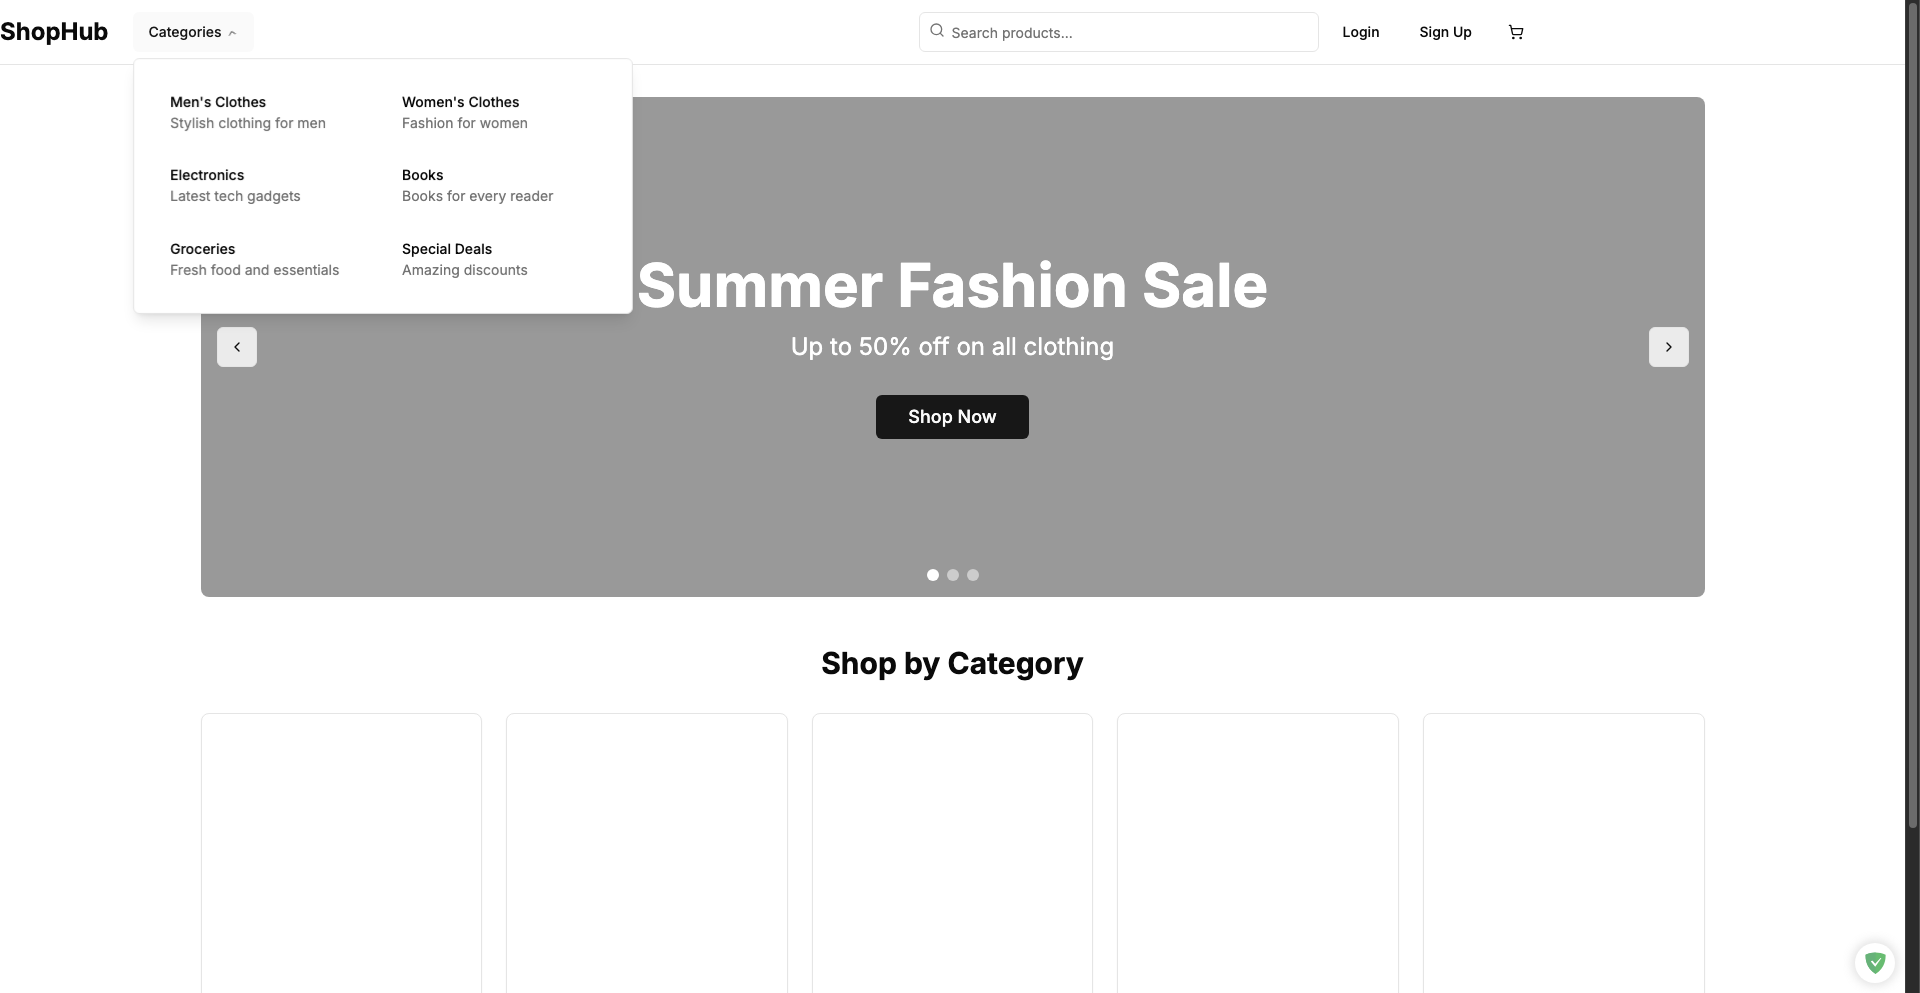 ShopHub
Categories
Search products...
Login
Sign Up
Men's Clothes
Stylish clothing for men
Women's Clothes
Fashion for women
Electronics
Latest tech gadgets
Books
Books for every reader
Groceries
Fresh food and essentials
Special Deals
Amazing discounts
Summer Fashion Sale
Up to 50% off on all clothing
Shop Now
Shop by Category